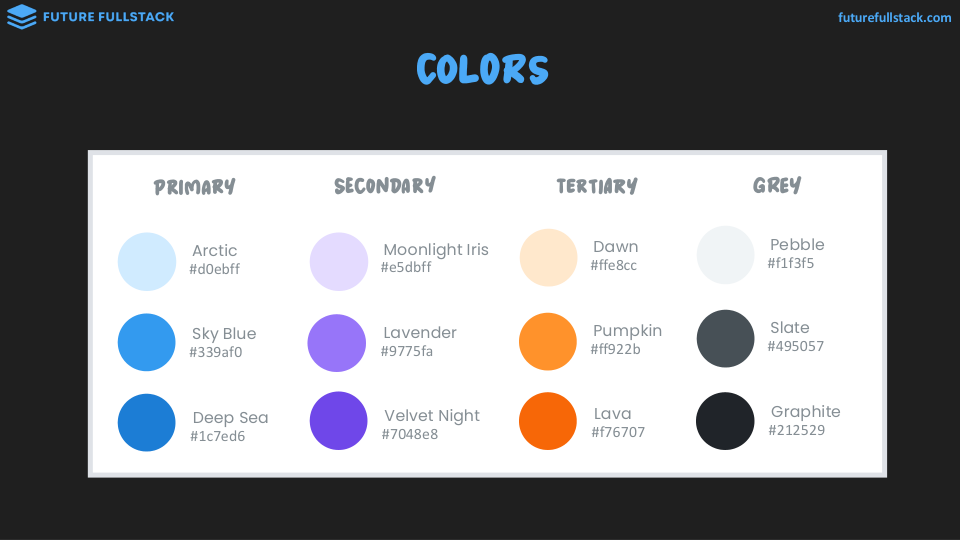 FUTURE FULLSTACK
futurefullstack.com
COLORS
PRIMARY
Arctic
#d0ebff
Sky Blue
#339af0
Deep Sea
#1c7ed6
SECONDARY
Moonlight Iris
#e5dbff
Lavender
#9775fa
Velvet Night
#7048e8
TERTIARY
Dawn
#ffe8cc
Pumpkin
#ff922b
Lava
#f76707
GREY
Pebble
#f1f3f5
Slate
#495057
Graphite
#212529